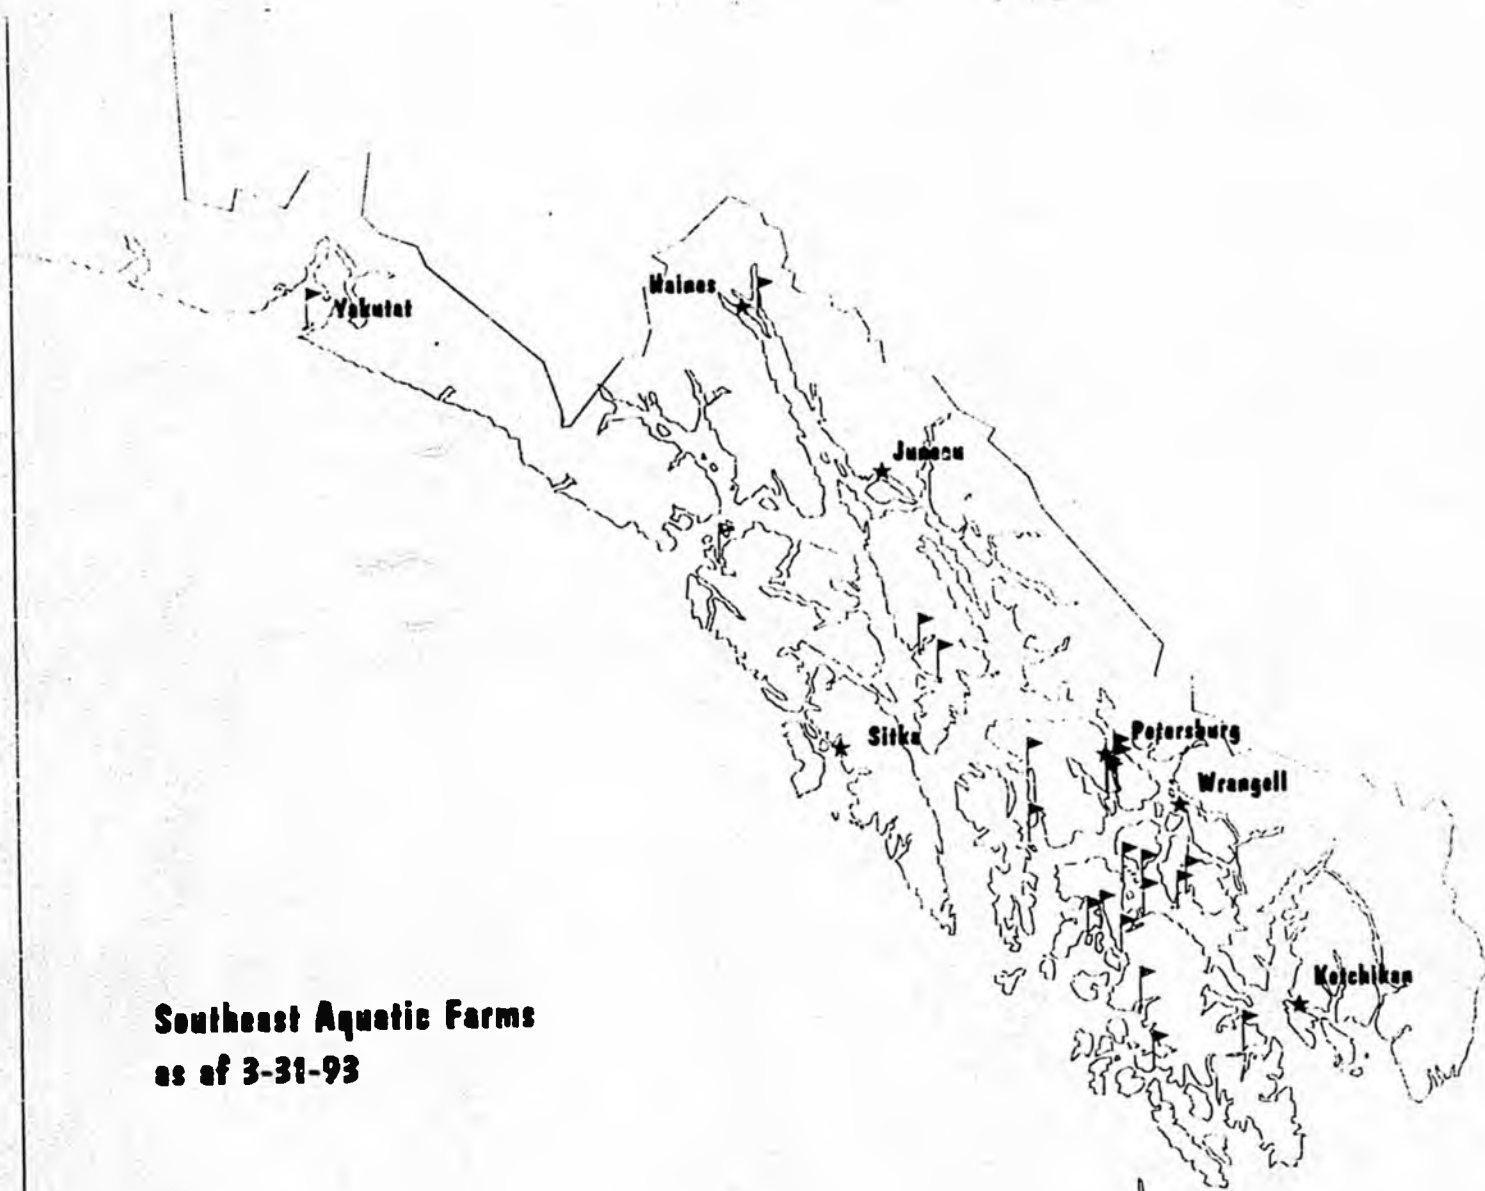 Haines
Yakutat
Juneau
Sitka
Petersburg
Wrangell
Ketchikan
Southeast Aquatic Farms
as of 3-31-93